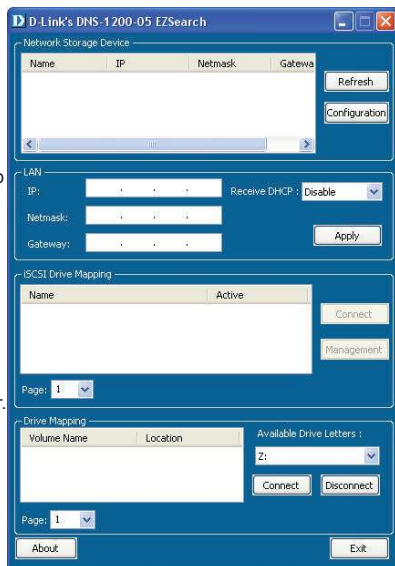 D-Link's DNS-1200-05 EZSearch
Network Storage Device
Name IP Netmask Gatewa
Refresh
Configuration
LAN
IP: . . . Receive DHCP : Disable
Netmask: . . .
Gateway: . . . Apply
iSCSI Drive Mapping
Name Active
Connect
Management
Page: 1
Drive Mapping
Volume Name Location
Available Drive Letters :
Z:
Connect Disconnect
Page: 1
About Exit